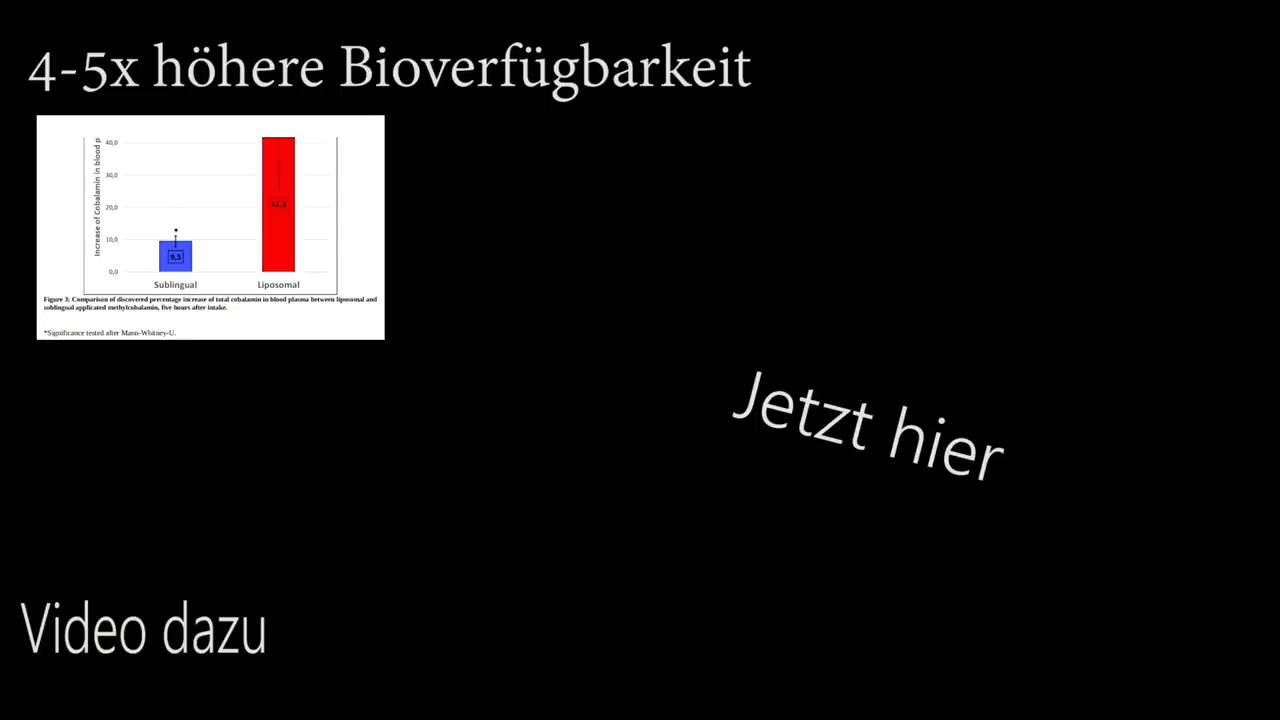 4-5x höhere Bioverfügbarkeit
Increase of Cobalamin in blood p
40,0
30,0
20,0
10,0
0,0
9,5
Sublingual
Liposomal
Figure 3: Comparison of discovered percentage increase of total cobalamin in blood plasma between liposomal and
sublingual applicated methylcobalamin, five hours after intake.
*Significance tested after Mann-Whitney-U.
Jetzt hier
Video dazu